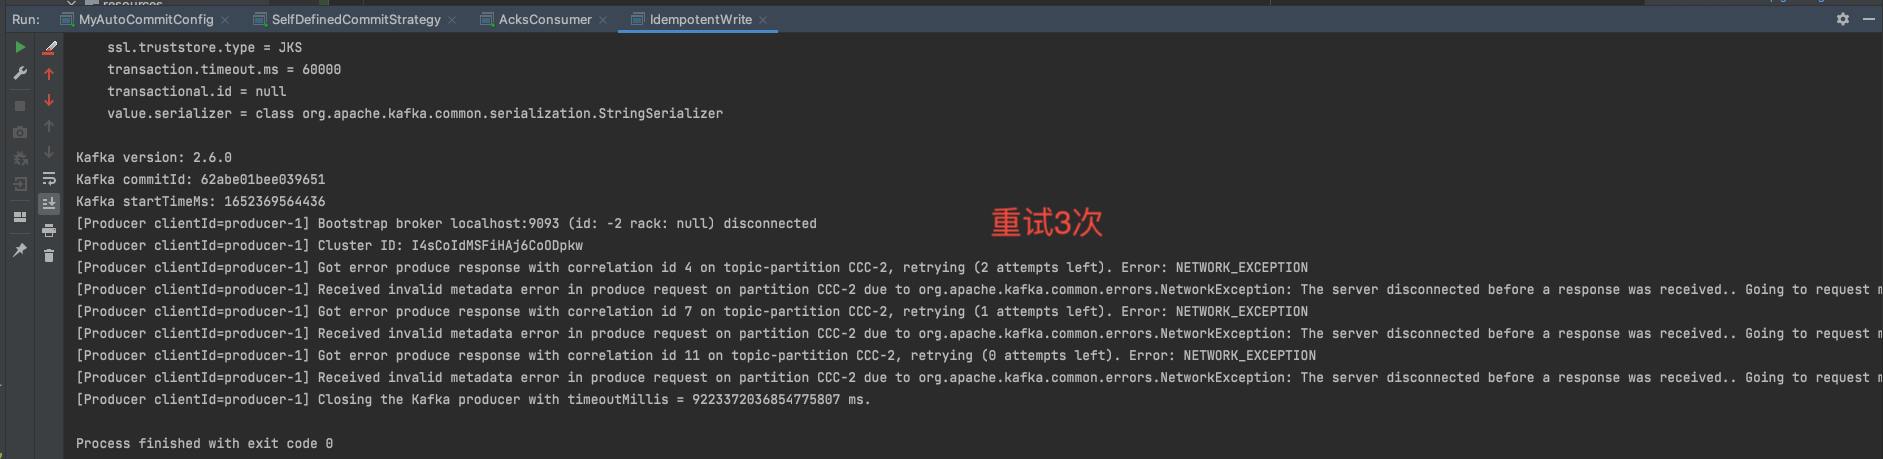 resources
Run: MyAutoCommitConfig SelfDefinedCommitStrategy AcksConsumer IdempotentWrite
ssl.truststore.type = JKS
transaction.timeout.ms = 60000
transactional.id = null
value.serializer = class org.apache.kafka.common.serialization.StringSerializer
Kafka version: 2.6.0
Kafka commitId: 62abe01bee039651
Kafka startTimeMs: 1652369564436
[Producer clientId=producer-1] Bootstrap broker localhost:9093 (id: -2 rack: null) disconnected
重试3次
[Producer clientId=producer-1] Cluster ID: I4sCoIdMSFiHAj6CoODpkw
[Producer clientId=producer-1] Got error produce response with correlation id 4 on topic-partition CCC-2, retrying (2 attempts left). Error: NETWORK_EXCEPTION
[Producer clientId=producer-1] Received invalid metadata error in produce request on partition CCC-2 due to org.apache.kafka.common.errors.NetworkException: The server disconnected before a response was received.. Going to request m
[Producer clientId=producer-1] Got error produce response with correlation id 7 on topic-partition CCC-2, retrying (1 attempts left). Error: NETWORK_EXCEPTION
[Producer clientId=producer-1] Received invalid metadata error in produce request on partition CCC-2 due to org.apache.kafka.common.errors.NetworkException: The server disconnected before a response was received.. Going to request m
[Producer clientId=producer-1] Got error produce response with correlation id 11 on topic-partition CCC-2, retrying (0 attempts left). Error: NETWORK_EXCEPTION
[Producer clientId=producer-1] Received invalid metadata error in produce request on partition CCC-2 due to org.apache.kafka.common.errors.NetworkException: The server disconnected before a response was received.. Going to request m
[Producer clientId=producer-1] Closing the Kafka producer with timeoutMillis = 9223372036854775807 ms.
Process finished with exit code 0